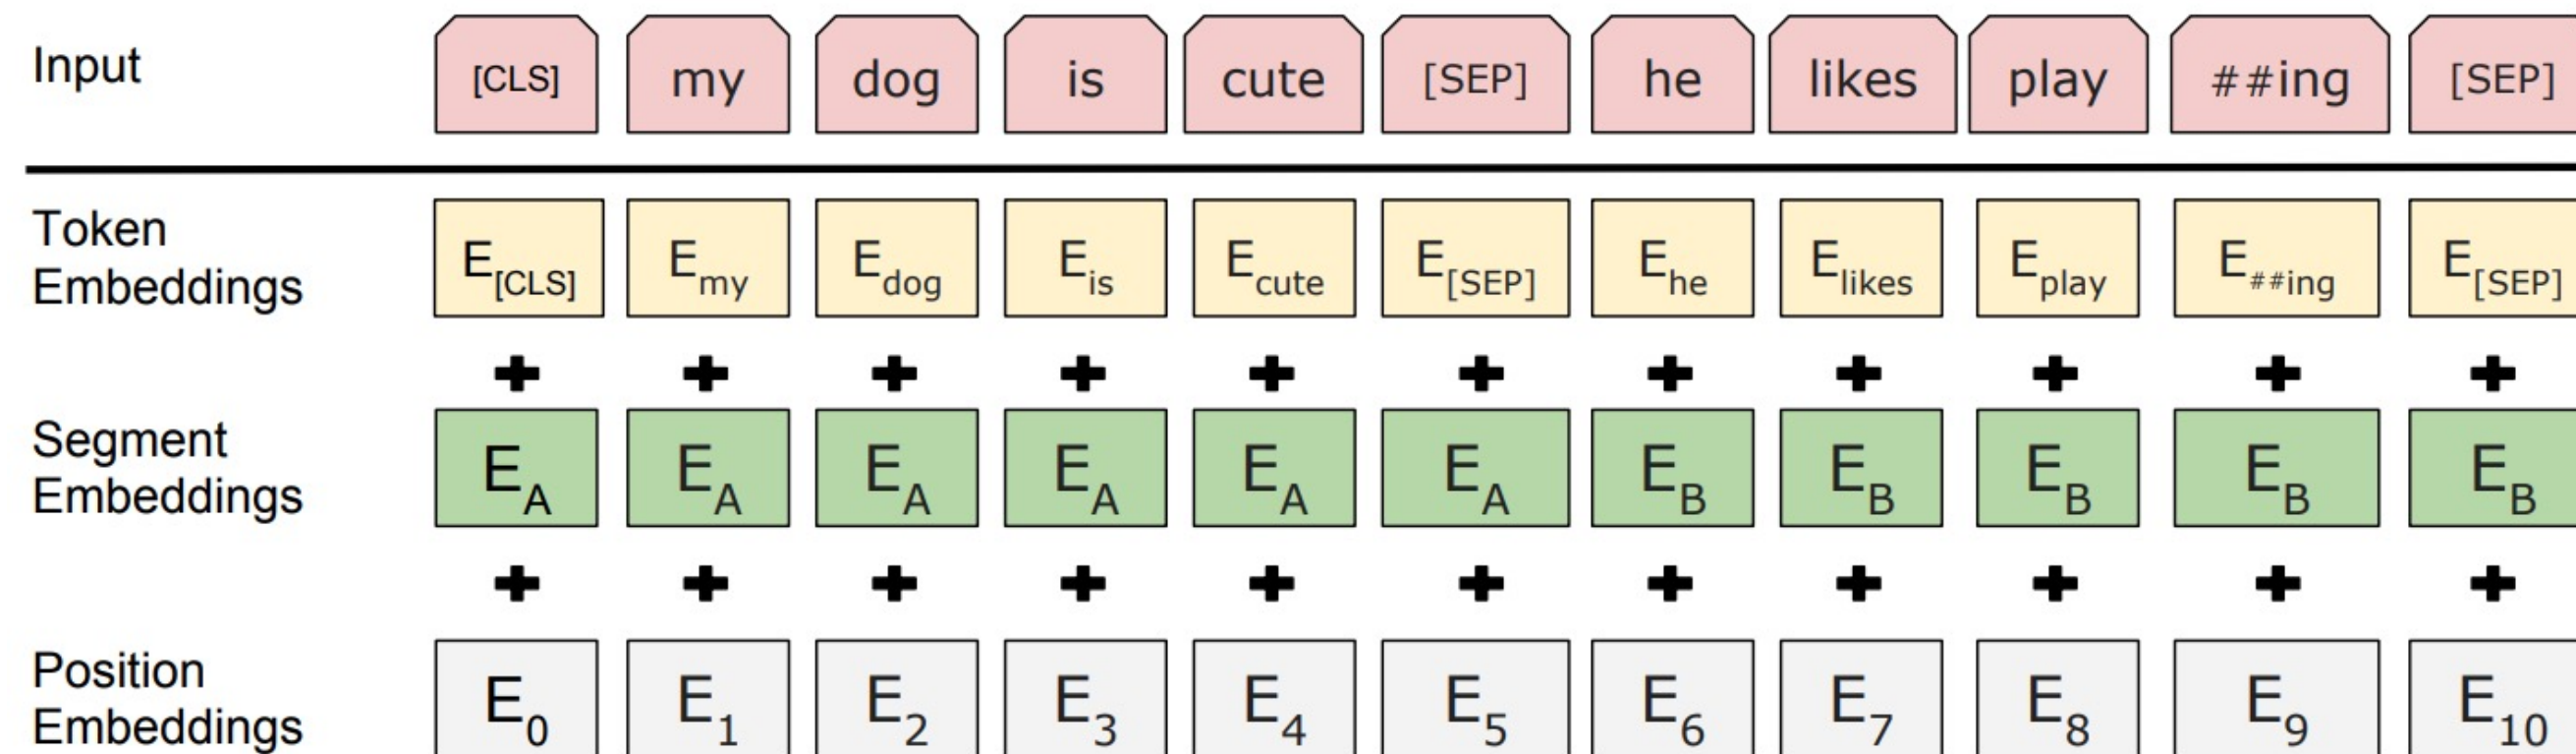 Input [CLS] my dog is cute [SEP] he likes play ##ing [SEP]
Token Embeddings E[CLS] Emy Edog Eis Ecute E[SEP] Ehe Elikes Eplay E##ing E[SEP]
+ + + + + + + + + + +
Segment Embeddings EA EA EA EA EA EA EB EB EB EB EB
+ + + + + + + + + + +
Position Embeddings E0 E1 E2 E3 E4 E5 E6 E7 E8 E9 E10